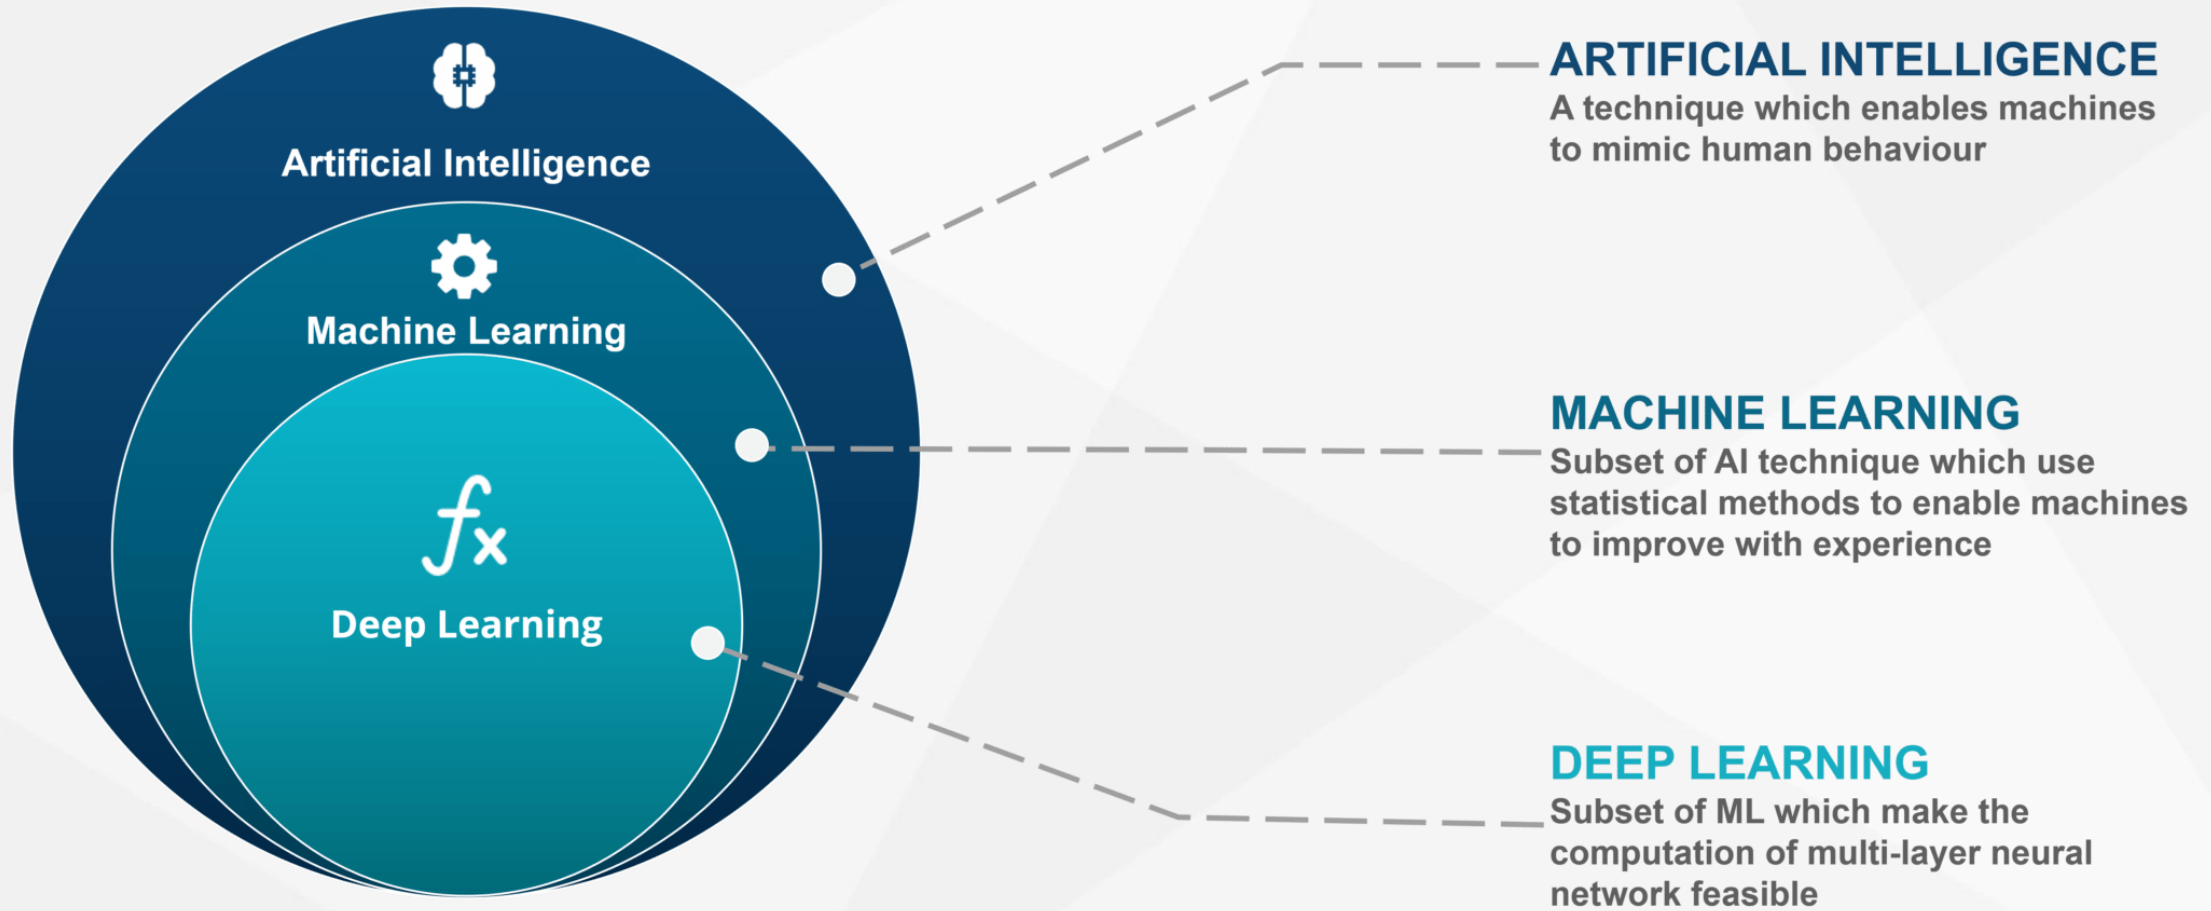 Artificial Intelligence
Machine Learning
fx
Deep Learning
ARTIFICIAL INTELLIGENCE
A technique which enables machines
to mimic human behaviour
MACHINE LEARNING
Subset of AI technique which use
statistical methods to enable machines
to improve with experience
DEEP LEARNING
Subset of ML which make the
computation of multi-layer neural
network feasible